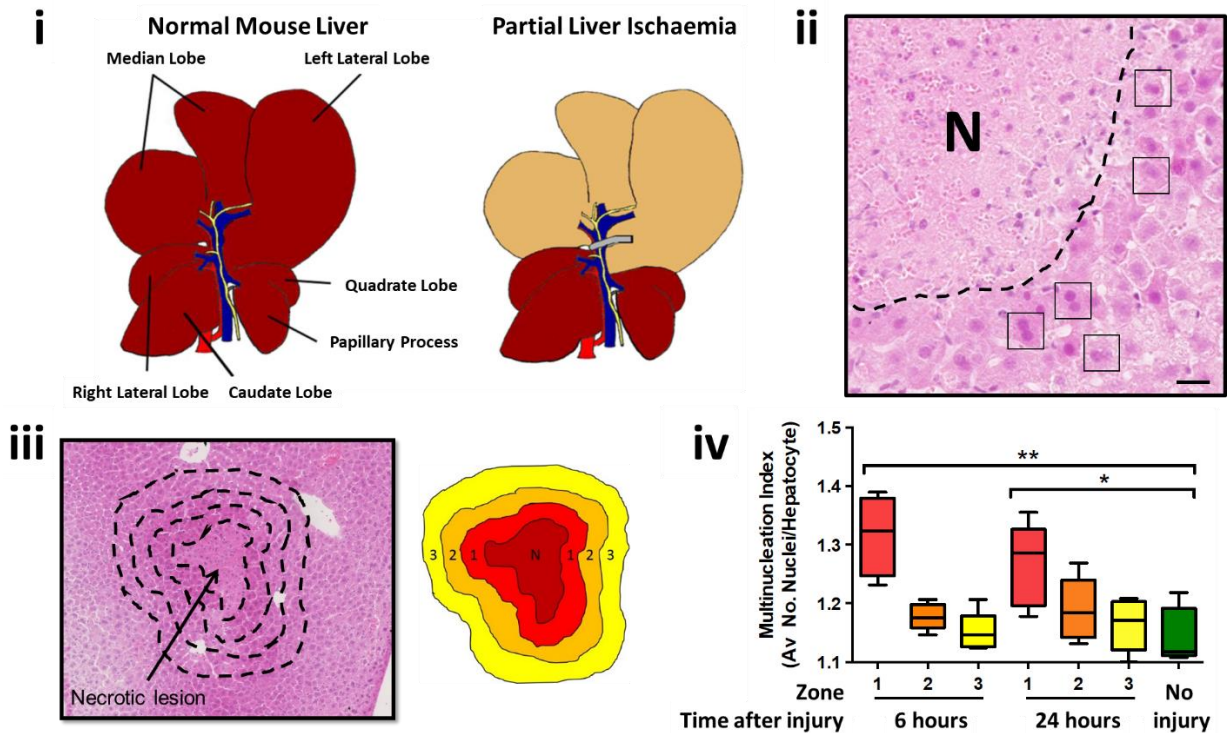 i
Normal Mouse Liver
Partial Liver Ischaemia
Median Lobe
Left Lateral Lobe
Quadrate Lobe
Papillary Process
Right Lateral Lobe
Caudate Lobe
ii
N
iii
Necrotic lesion
3 2 1 N 1 2 3
iv
Multinucleation Index
(Av No. Nuclei/Hepatocyte)
1.5
1.4
1.3
1.2
1.1
**
*
Zone 1 2 3 1 2 3 No
Time after injury 6 hours 24 hours injury